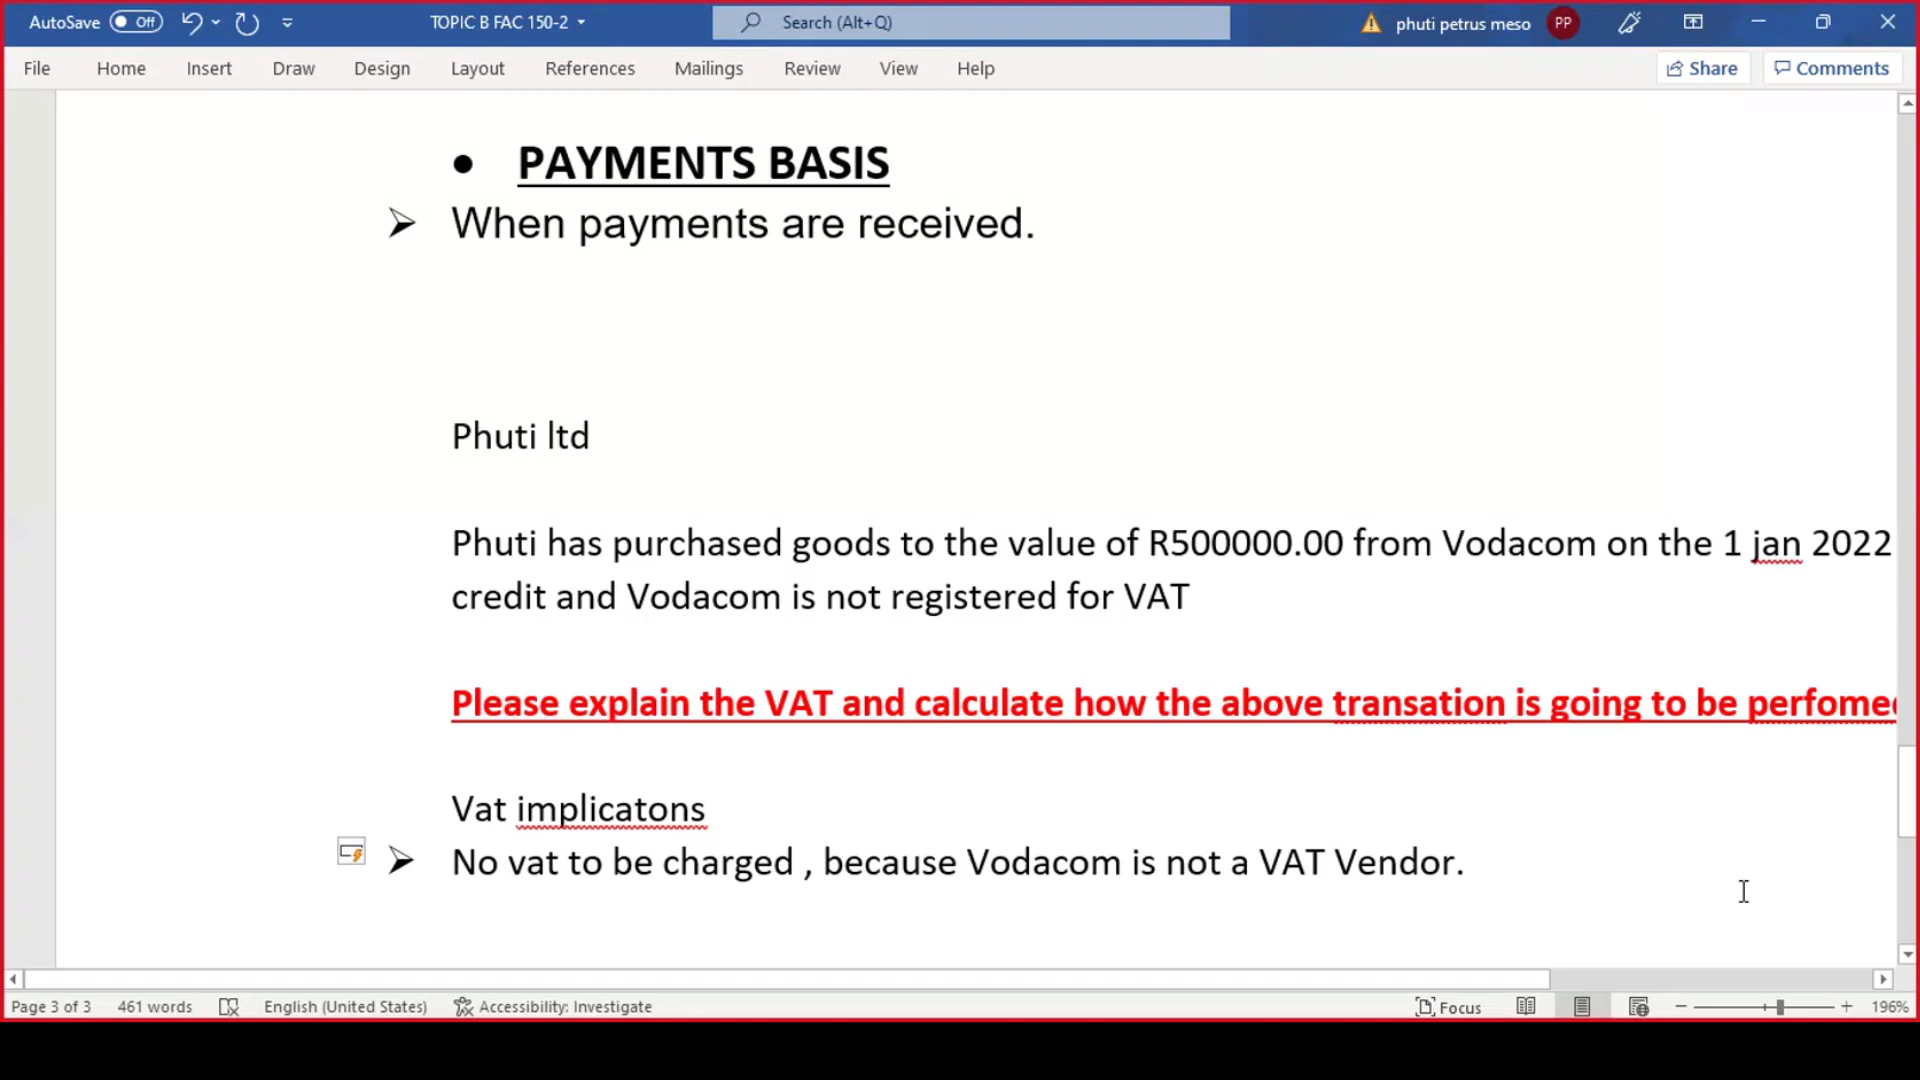 AutoSave Off TOPIC B FAC 150-2 Search (Alt+Q) phuti petrus meso PP
File Home Insert Draw Design Layout References Mailings Review View Help Share Comments
• PAYMENTS BASIS
➢ When payments are received.
Phuti ltd
Phuti has purchased goods to the value of R500000.00 from Vodacom on the 1 jan 2022
credit and Vodacom is not registered for VAT
Please explain the VAT and calculate how the above transation is going to be perfomed
Vat implicatons
➢ No vat to be charged , because Vodacom is not a VAT Vendor.
Page 3 of 3 461 words English (United States) Accessibility: Investigate Focus 196%